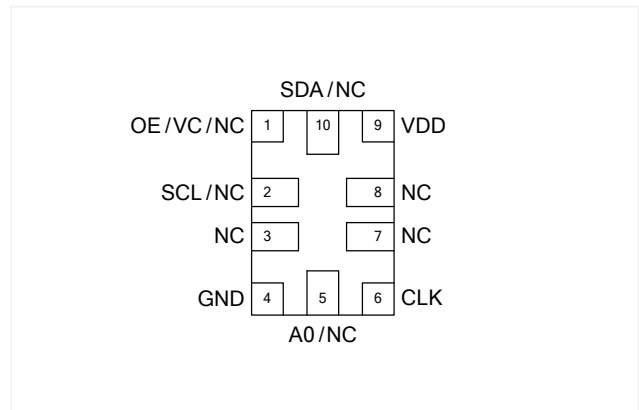 SDA/NC
OE/VC/NC 1 10 9 VDD
SCL/NC 2 8 NC
NC 3 7 NC
GND 4 5 6 CLK
A0/NC